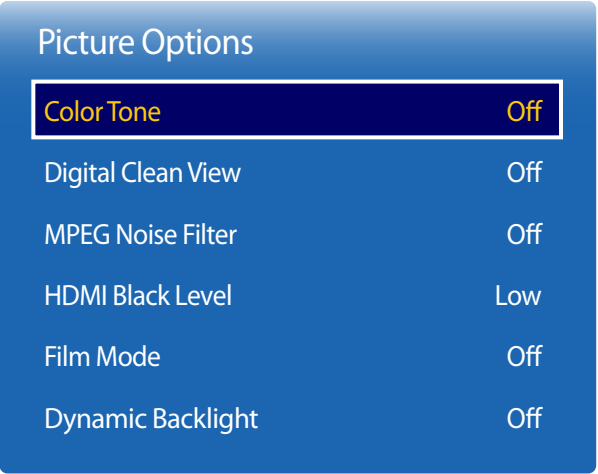 Picture Options
Color Tone Off
Digital Clean View Off
MPEG Noise Filter Off
HDMI Black Level Low
Film Mode Off
Dynamic Backlight Off